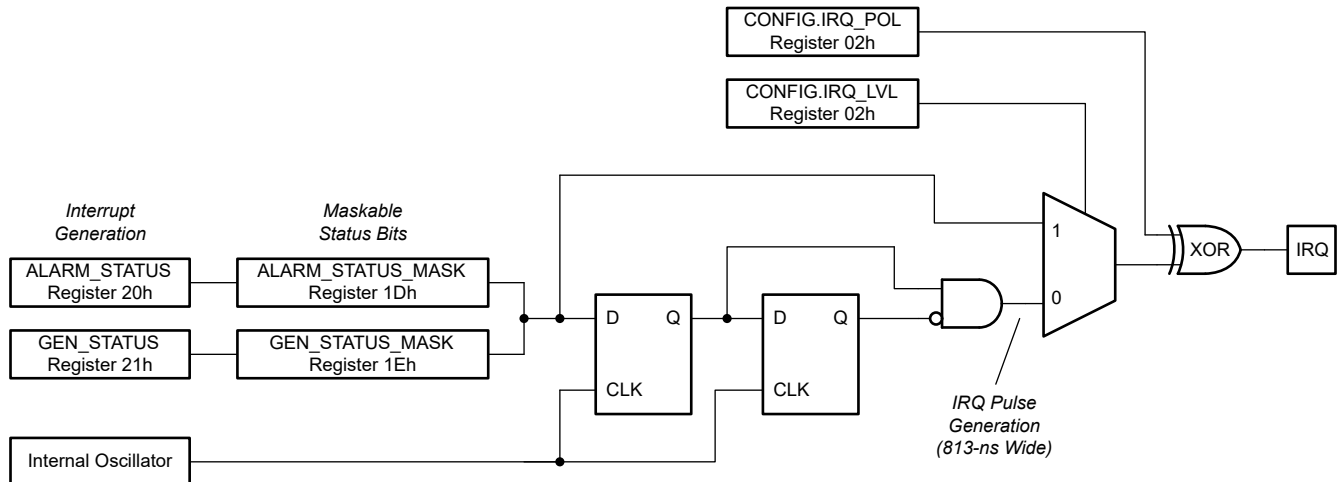 CONFIG.IRQ_POL
Register 02h
CONFIG.IRQ_LVL
Register 02h
Interrupt
Generation
Maskable
Status Bits
ALARM_STATUS
Register 20h
ALARM_STATUS_MASK
Register 1Dh
GEN_STATUS
Register 21h
GEN_STATUS_MASK
Register 1Eh
Internal Oscillator
D
Q
CLK
D
Q
CLK
IRQ Pulse
Generation
(813-ns Wide)
1
0
XOR
IRQ